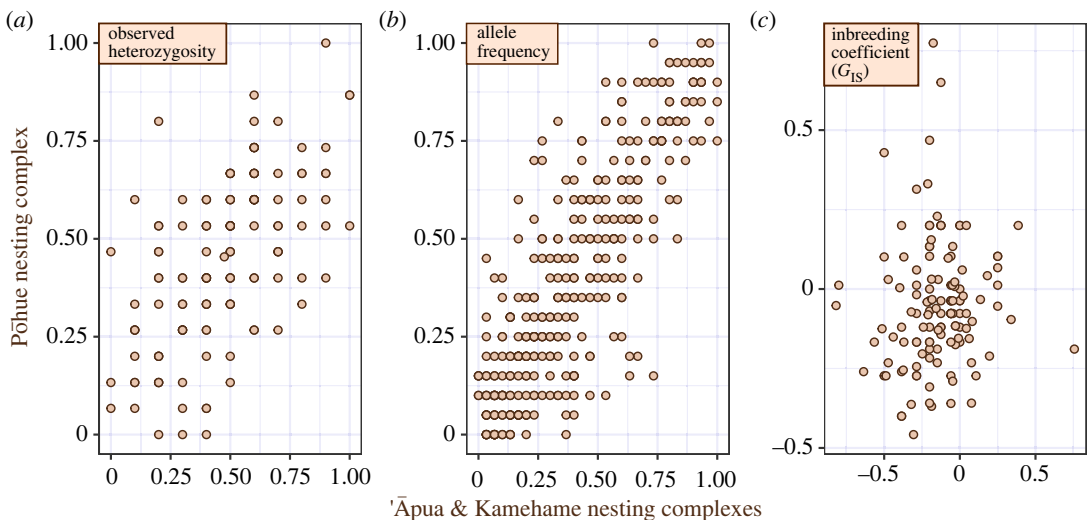 (a)
observed
heterozygosity
1.00
0.75
0.50
0.25
0
0
0.25
0.50
0.75
1.00
(b)
allele
frequency
1.00
0.75
0.50
0.25
0
0
0.25
0.50
0.75
1.00
(c)
inbreeding
coefficient
(GIS)
0.5
0
–0.5
–0.5
0
0.5
Pōhue nesting complex
'Āpua & Kamehame nesting complexes